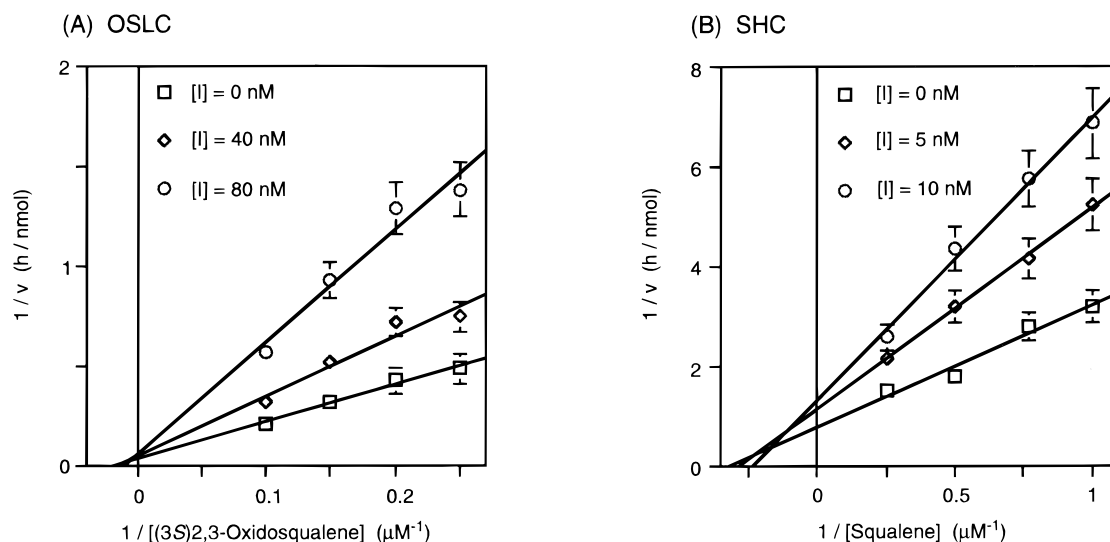 (A) OSLC
2
1
0
1 / v (h / nmol)
[I] = 0 nM
[I] = 40 nM
[I] = 80 nM
0 0.1 0.2
1 / [(3S)2,3-Oxidosqualene] (μM⁻¹)
(B) SHC
8
6
4
2
0
1 / v (h / nmol)
[I] = 0 nM
[I] = 5 nM
[I] = 10 nM
0 0.5 1
1 / [Squalene] (μM⁻¹)